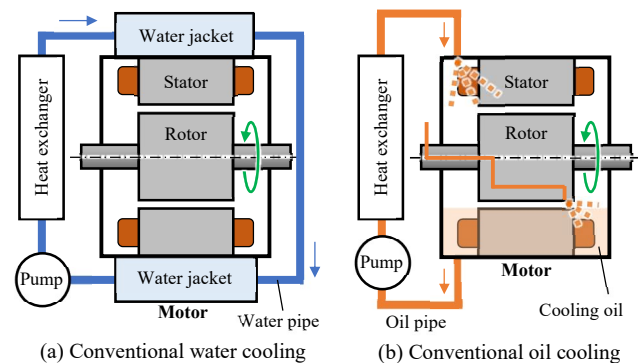 Water jacket
Stator
Rotor
Heat exchanger
Pump
Water jacket
Motor
Water pipe
(a) Conventional water cooling
Stator
Rotor
Heat exchanger
Pump
Motor
Oil pipe
Cooling oil
(b) Conventional oil cooling